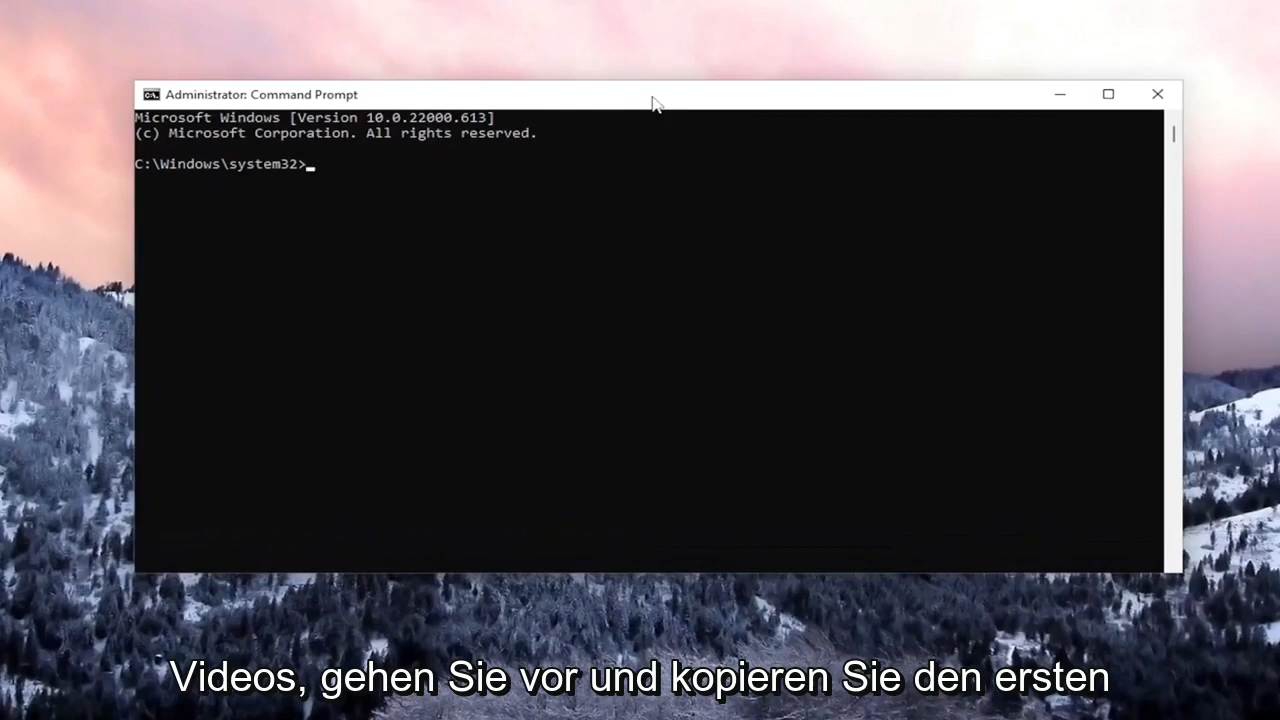 Administrator: Command Prompt
Microsoft Windows [Version 10.0.22000.613]
(c) Microsoft Corporation. All rights reserved.
C:\Windows\system32>
Videos, gehen Sie vor und kopieren Sie den ersten